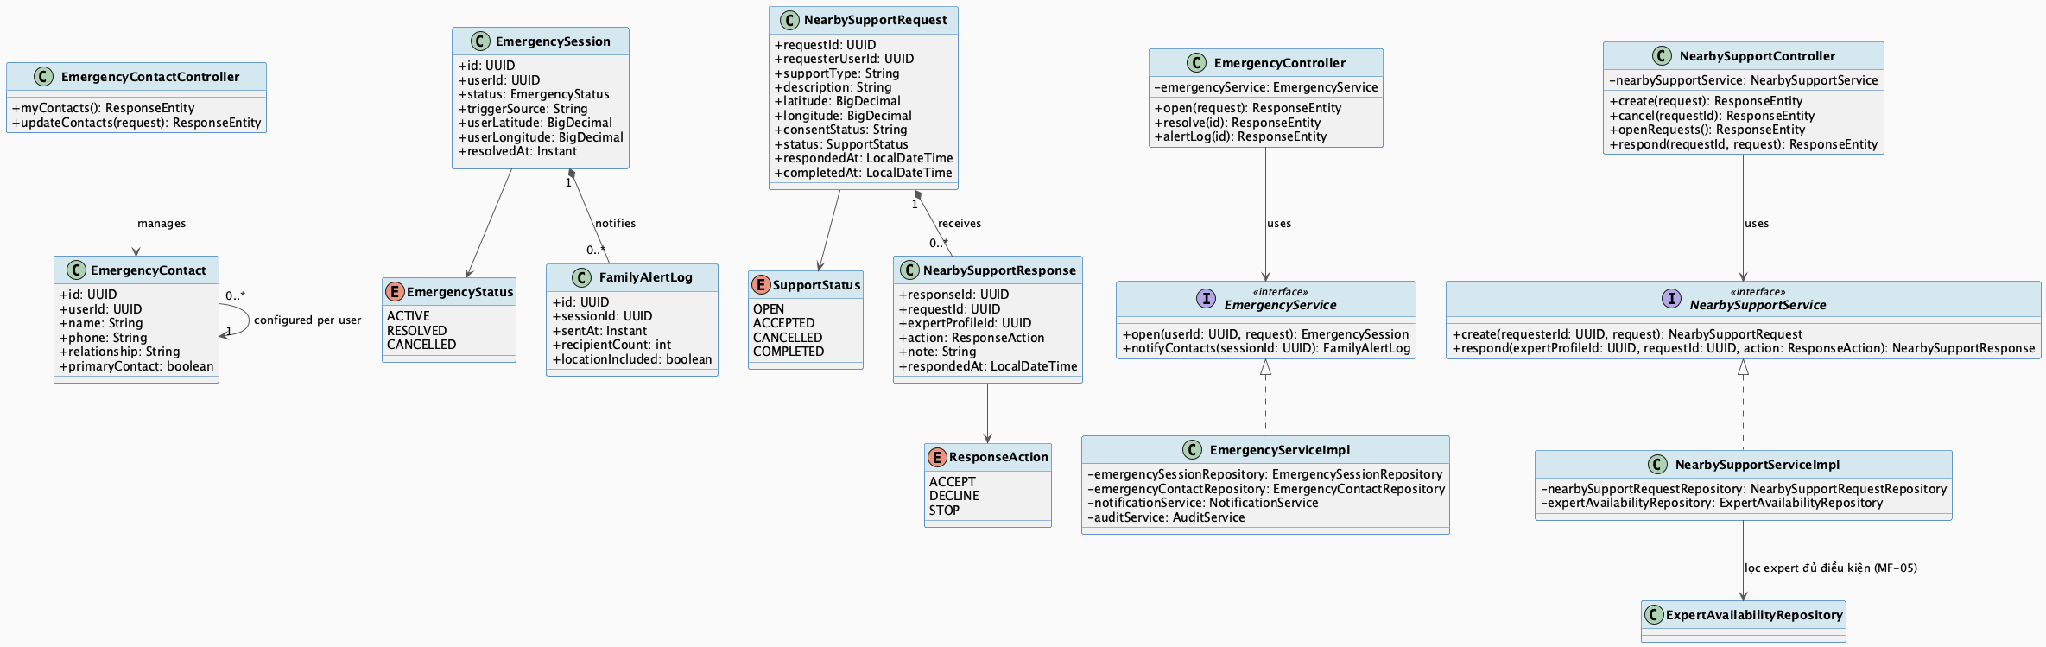 C EmergencyContactController
+myContacts(): ResponseEntity
+updateContacts(request): ResponseEntity
manages
C EmergencyContact
+id: UUID
+userId: UUID
+name: String
+phone: String
+relationship: String
+primaryContact: boolean
0..*
1
configured per user
C EmergencySession
+id: UUID
+userId: UUID
+status: EmergencyStatus
+triggerSource: String
+userLatitude: BigDecimal
+userLongitude: BigDecimal
+resolvedAt: Instant
1
notifies
0..*
E EmergencyStatus
ACTIVE
RESOLVED
CANCELLED
C FamilyAlertLog
+id: UUID
+sessionId: UUID
+sentAt: Instant
+recipientCount: int
+locationIncluded: boolean
C NearbySupportRequest
+requestId: UUID
+requesterUserId: UUID
+supportType: String
+description: String
+latitude: BigDecimal
+longitude: BigDecimal
+consentStatus: String
+status: SupportStatus
+respondedAt: LocalDateTime
+completedAt: LocalDateTime
1
receives
0..*
E SupportStatus
OPEN
ACCEPTED
CANCELLED
COMPLETED
C NearbySupportResponse
+responseId: UUID
+requestId: UUID
+expertProfileId: UUID
+action: ResponseAction
+note: String
+respondedAt: LocalDateTime
E ResponseAction
ACCEPT
DECLINE
STOP
C EmergencyController
-emergencyService: EmergencyService
+open(request): ResponseEntity
+resolve(id): ResponseEntity
+alertLog(id): ResponseEntity
uses
I «interface»
EmergencyService
+open(userId: UUID, request): EmergencySession
+notifyContacts(sessionId: UUID): FamilyAlertLog
C EmergencyServiceImpl
-emergencySessionRepository: EmergencySessionRepository
-emergencyContactRepository: EmergencyContactRepository
-notificationService: NotificationService
-auditService: AuditService
C NearbySupportController
-nearbySupportService: NearbySupportService
+create(request): ResponseEntity
+cancel(requestId): ResponseEntity
+openRequests(): ResponseEntity
+respond(requestId, request): ResponseEntity
uses
I «interface»
NearbySupportService
+create(requesterId: UUID, request): NearbySupportRequest
+respond(expertProfileId: UUID, requestId: UUID, action: ResponseAction): NearbySupportResponse
C NearbySupportServiceImpl
-nearbySupportRequestRepository: NearbySupportRequestRepository
-expertAvailabilityRepository: ExpertAvailabilityRepository
lọc expert đủ điều kiện (MF-05)
C ExpertAvailabilityRepository